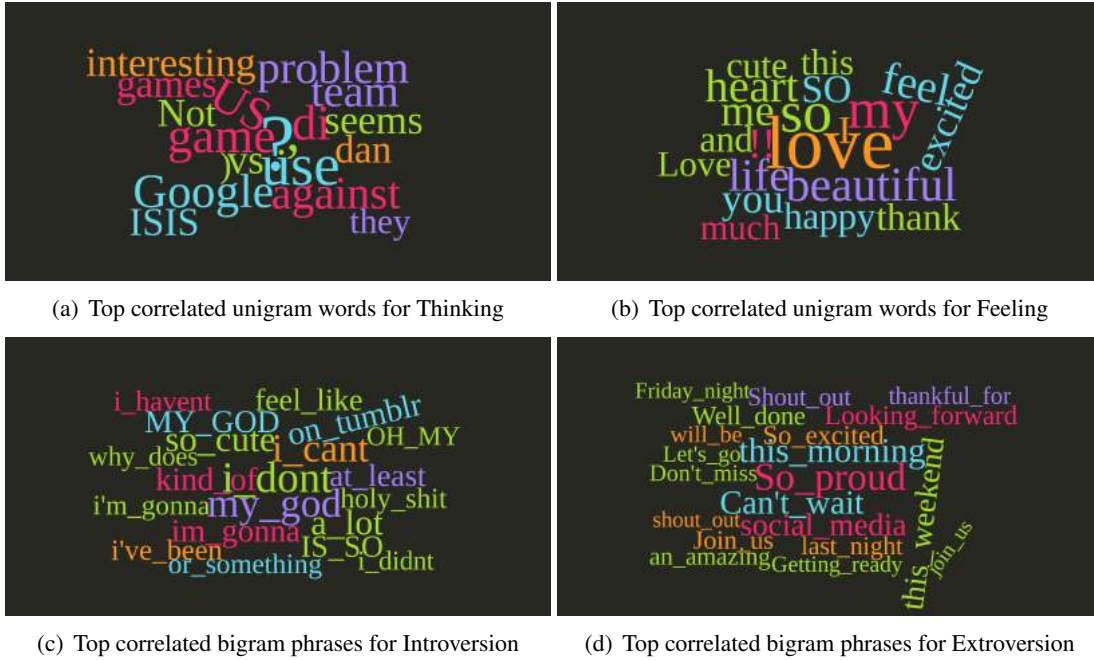 interesting problem
games US team
Not seems
game ? di
) vs , use dan
Google against
ISIS they
(a) Top correlated unigram words for Thinking
cute this feel
heart SO excited
me so my
and !! I love
Love life beautiful
you happy thank
much
(b) Top correlated unigram words for Feeling
i_havent feel_like
MY_GOD on_tumblr
so_cute i_cant OH_MY
why_does
kind_of i_dont at_least
i'm_gonna my_god holy_shit
im_gonna a_lot
i've_been IS_SO
or_something i_didnt
(c) Top correlated bigram phrases for Introversion
Friday_night Shout_out thankful_for
Well_done Looking_forward
will_be So_excited
Let's_go this_morning
Don't_miss So_proud
Can't_wait this_weekend
shout_out social_media
Join_us last_night join_us
an_amazing Getting_ready
(d) Top correlated bigram phrases for Extroversion